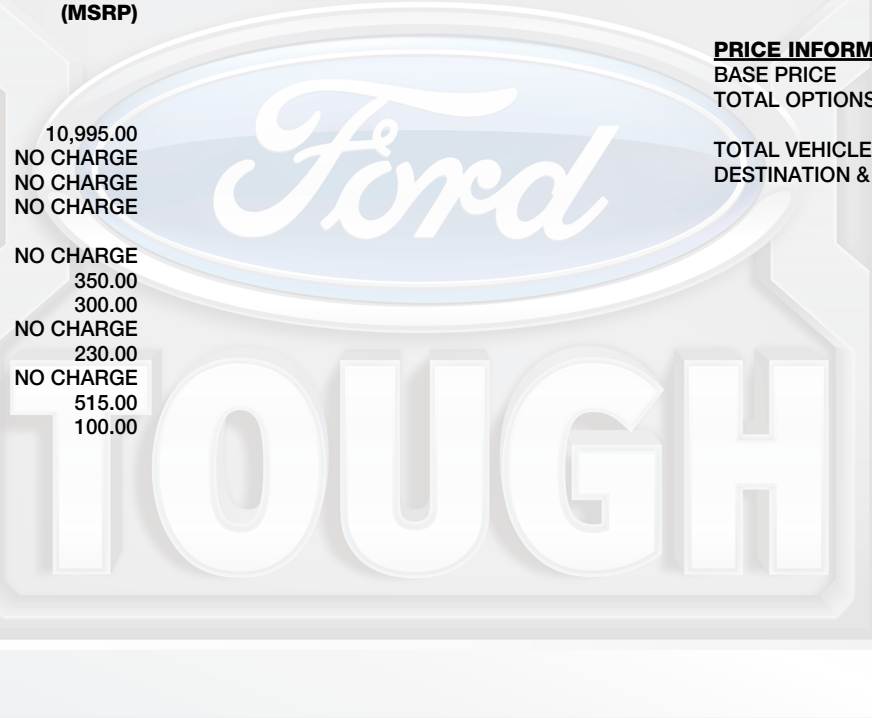 (MSRP)
10,995.00
NO CHARGE
NO CHARGE
NO CHARGE
NO CHARGE
350.00
300.00
NO CHARGE
230.00
NO CHARGE
515.00
100.00
PRICE INFORM
BASE PRICE
TOTAL OPTIONS
TOTAL VEHICLE
DESTINATION &
Ford
TOUGH